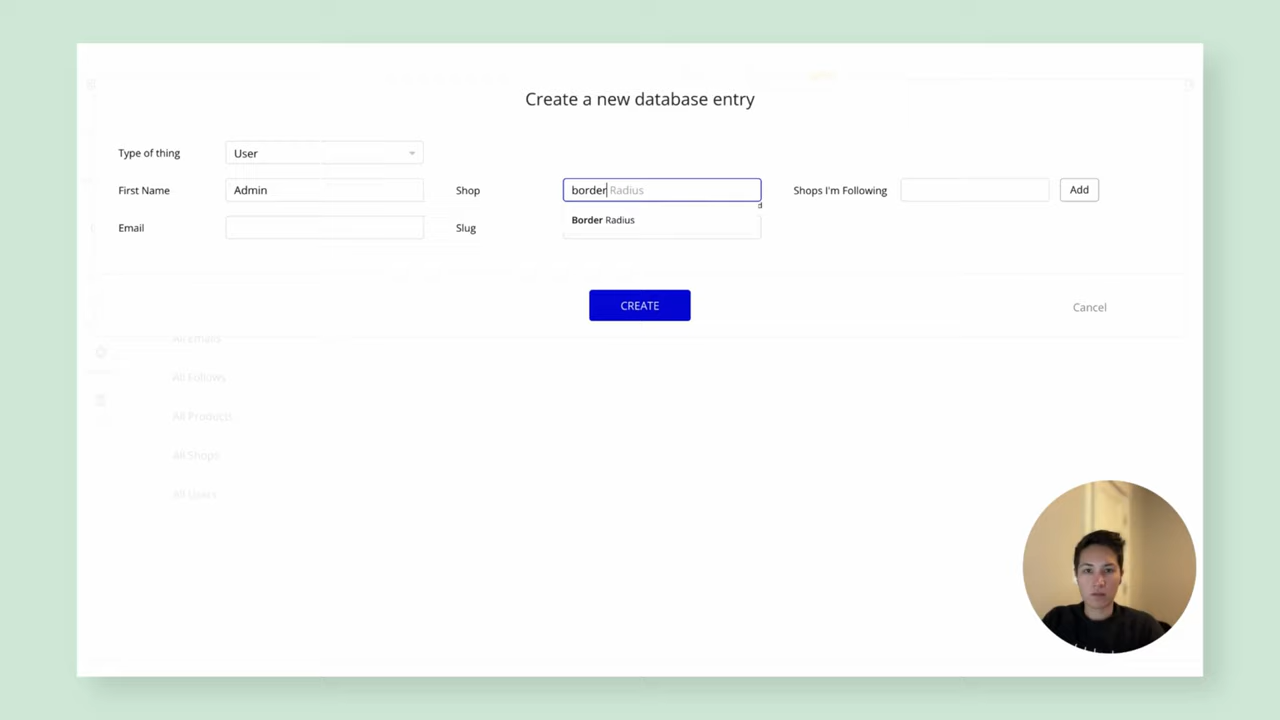 Create a new database entry
Type of thing User
First Name Admin Shop border Radius Shops I'm Following Add
Border Radius
Email Slug
CREATE
Cancel
All Emails
All Follows
All Products
All Shops
All Users